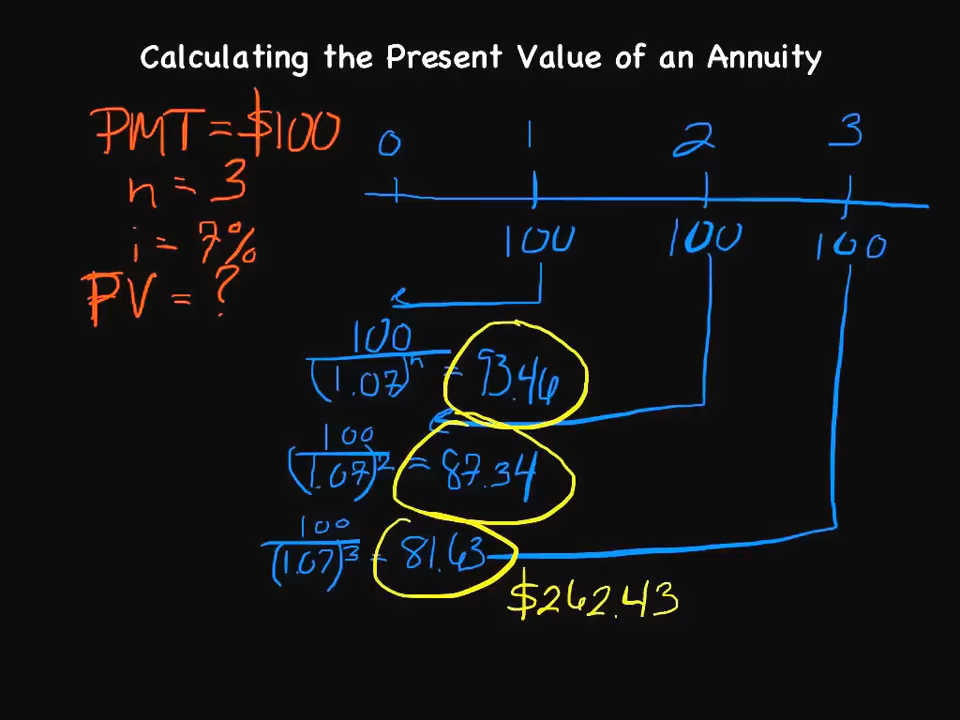 Calculating the Present Value of an Annuity
PMT = $100
n = 3
i = 7%
PV = ?
0 1 2 3
100 100 100
100
(1.07)^n = 93.46
100
(1.07)^2 = 87.34
100
(1.07)^3 = 81.63
$262.43